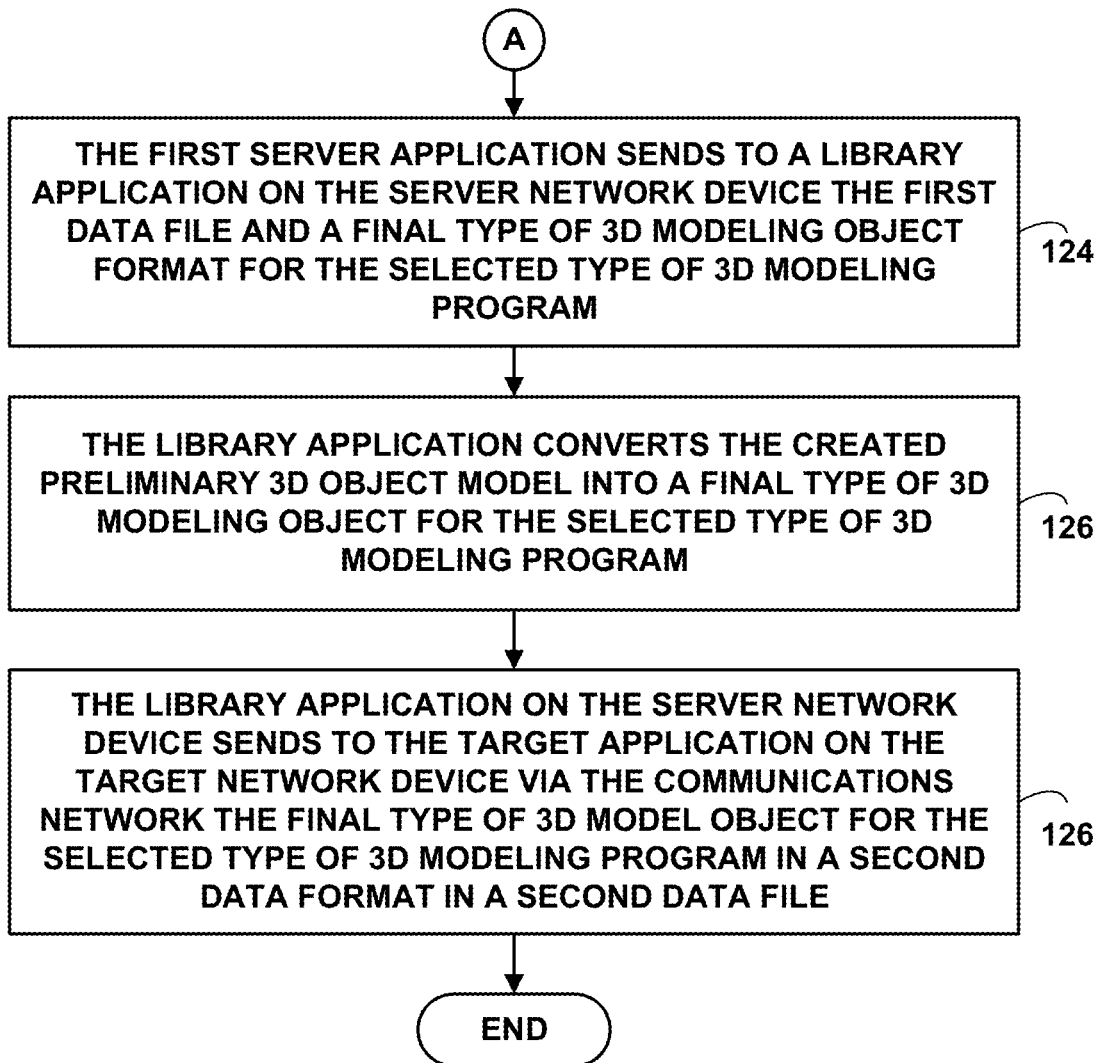 A
THE FIRST SERVER APPLICATION SENDS TO A LIBRARY
APPLICATION ON THE SERVER NETWORK DEVICE THE FIRST
DATA FILE AND A FINAL TYPE OF 3D MODELING OBJECT
FORMAT FOR THE SELECTED TYPE OF 3D MODELING
PROGRAM
124
THE LIBRARY APPLICATION CONVERTS THE CREATED
PRELIMINARY 3D OBJECT MODEL INTO A FINAL TYPE OF 3D
MODELING OBJECT FOR THE SELECTED TYPE OF 3D
MODELING PROGRAM
126
THE LIBRARY APPLICATION ON THE SERVER NETWORK
DEVICE SENDS TO THE TARGET APPLICATION ON THE
TARGET NETWORK DEVICE VIA THE COMMUNICATIONS
NETWORK THE FINAL TYPE OF 3D MODEL OBJECT FOR THE
SELECTED TYPE OF 3D MODELING PROGRAM IN A SECOND
DATA FORMAT IN A SECOND DATA FILE
126
END